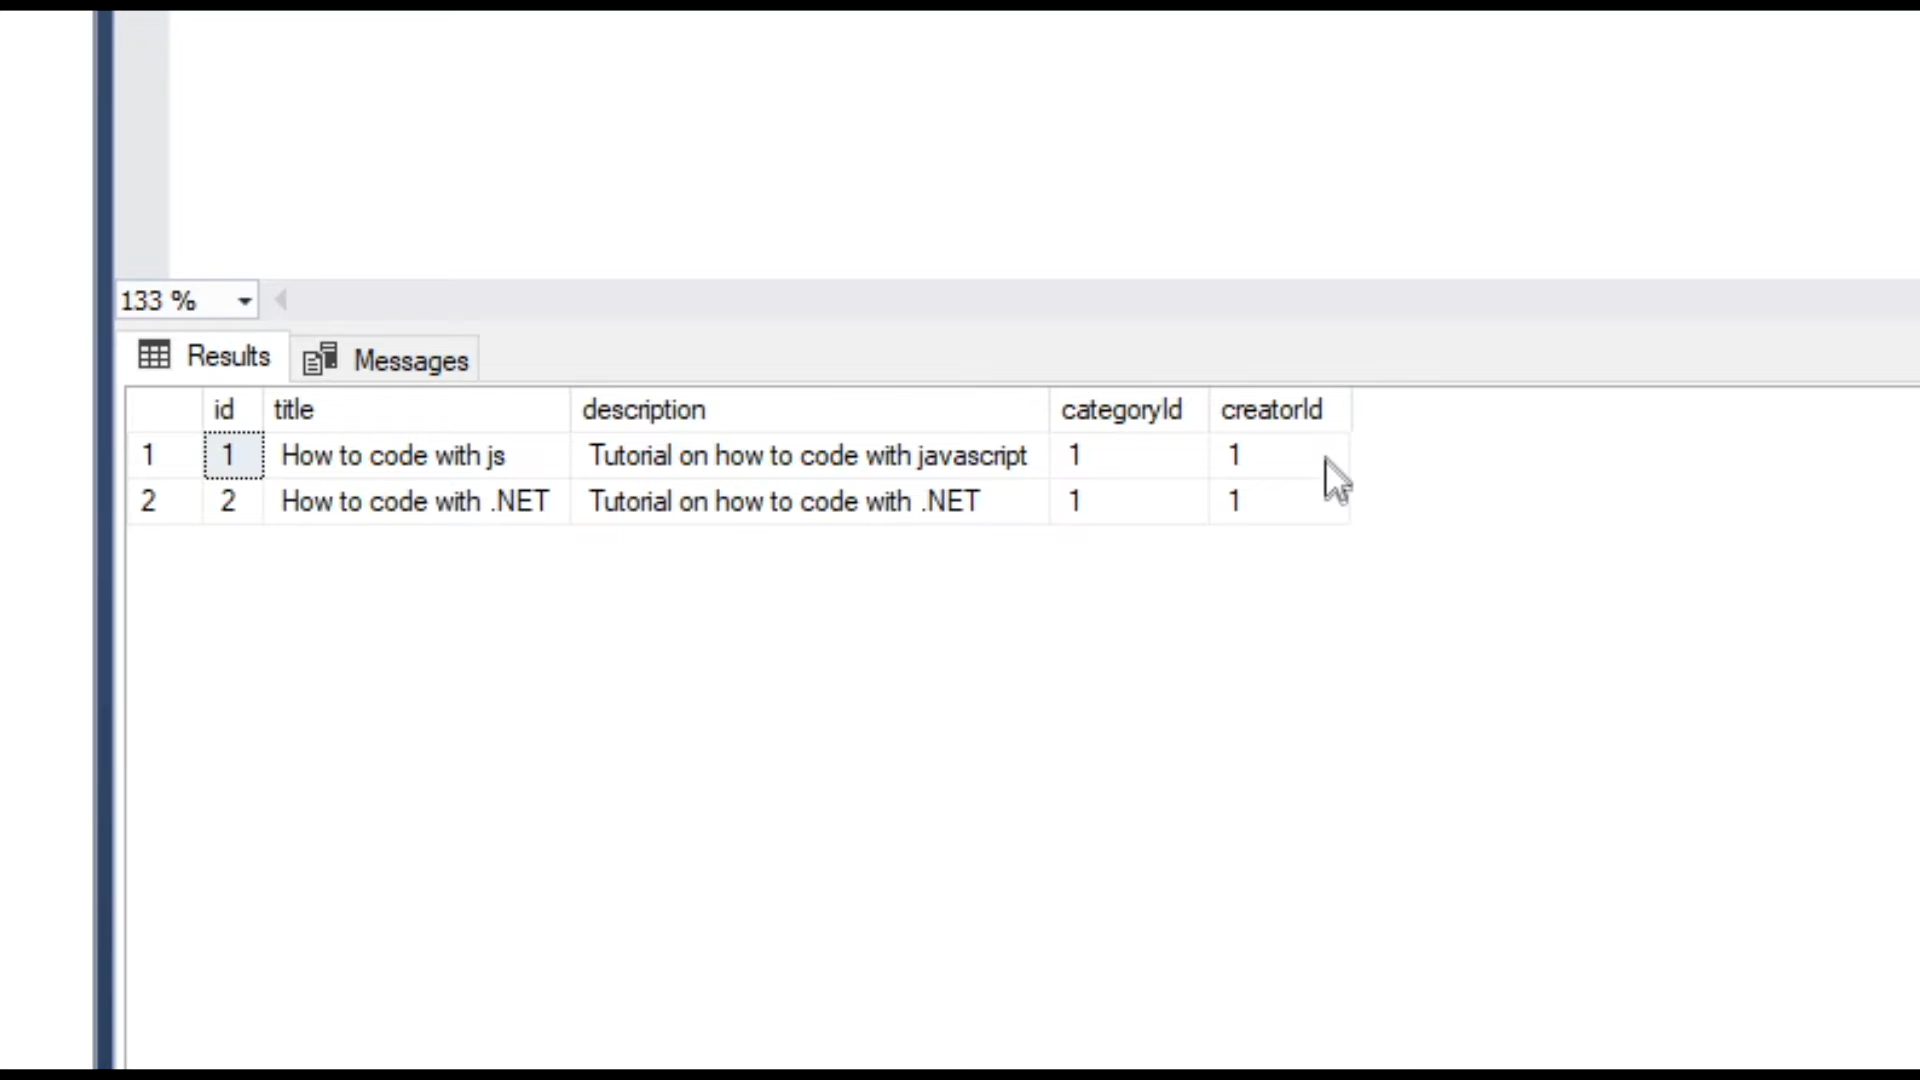 133 %
Results Messages
id title description categoryId creatorId
1 1 How to code with js Tutorial on how to code with javascript 1 1
2 2 How to code with .NET Tutorial on how to code with .NET 1 1